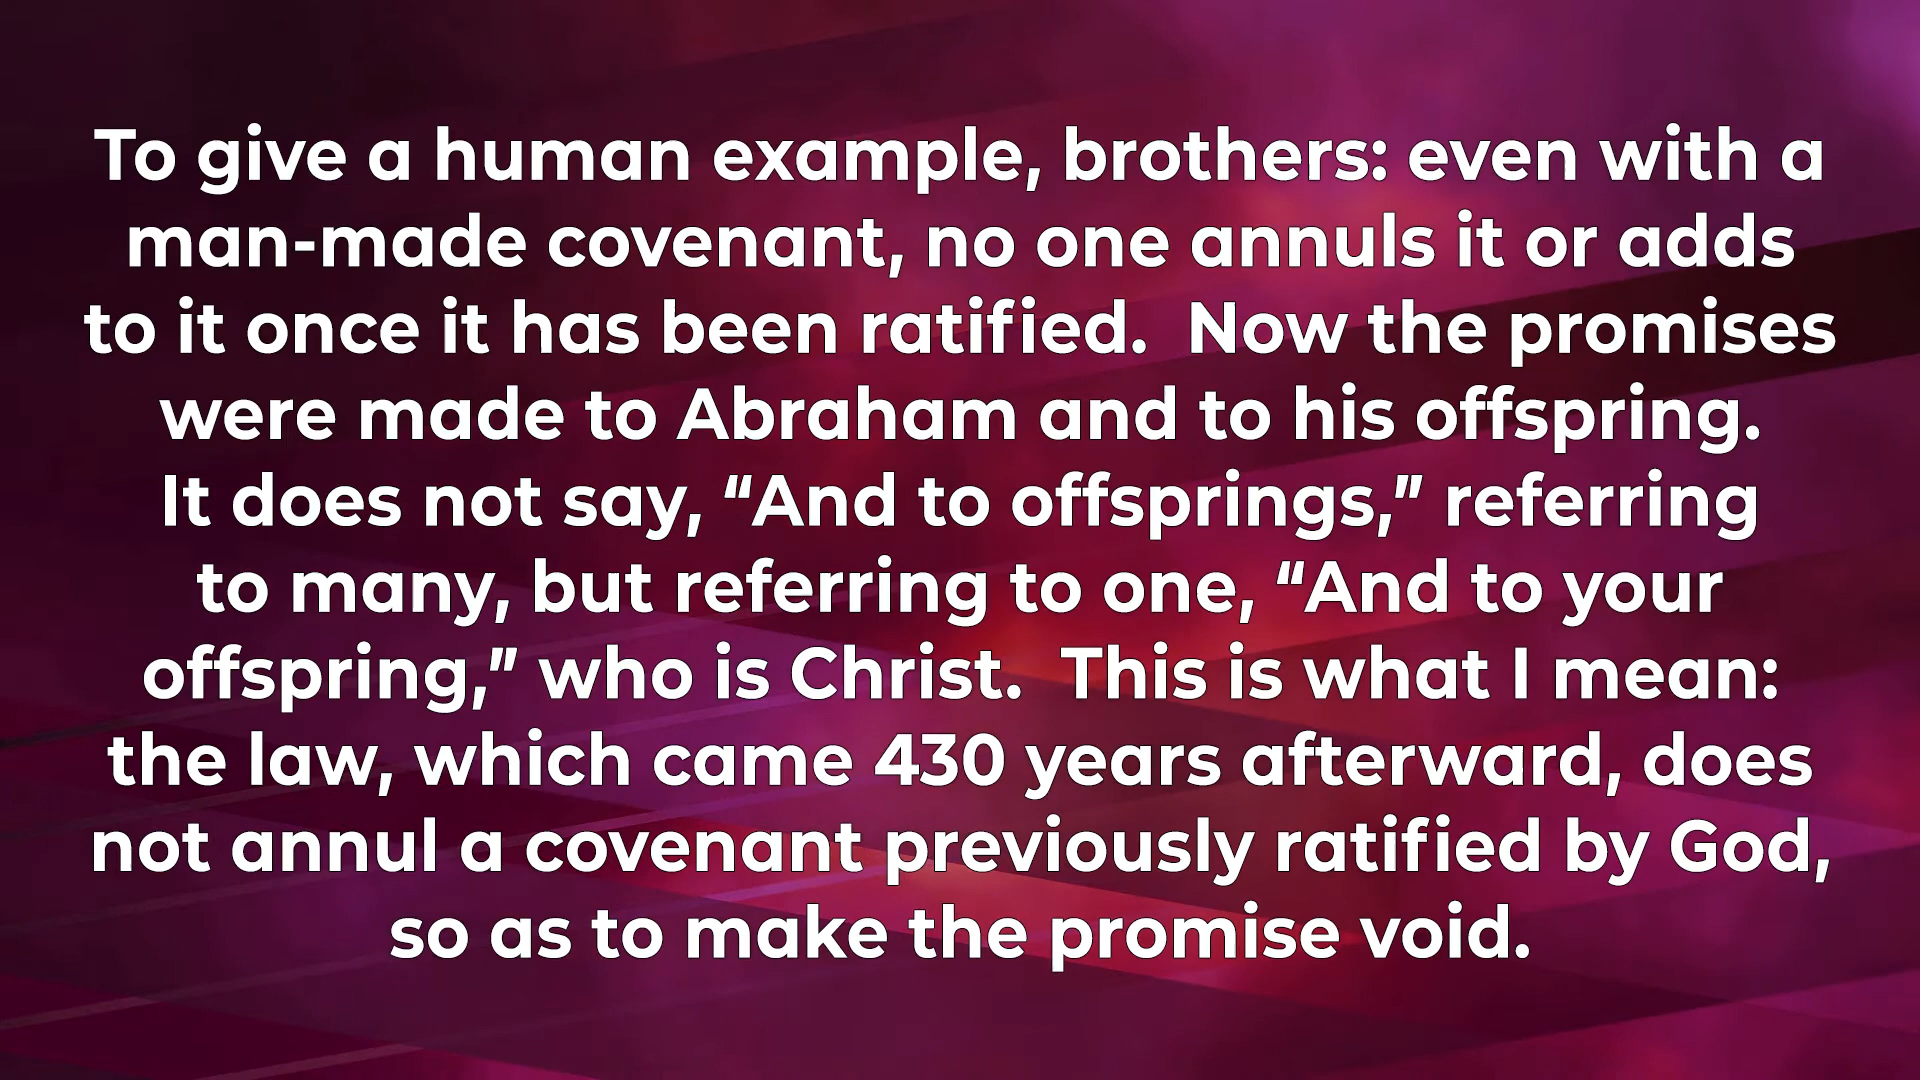 To give a human example, brothers: even with a
man-made covenant, no one annuls it or adds
to it once it has been ratified.  Now the promises
were made to Abraham and to his offspring.
It does not say, “And to offsprings,” referring
to many, but referring to one, “And to your
offspring,” who is Christ.  This is what I mean:
the law, which came 430 years afterward, does
not annul a covenant previously ratified by God,
so as to make the promise void.